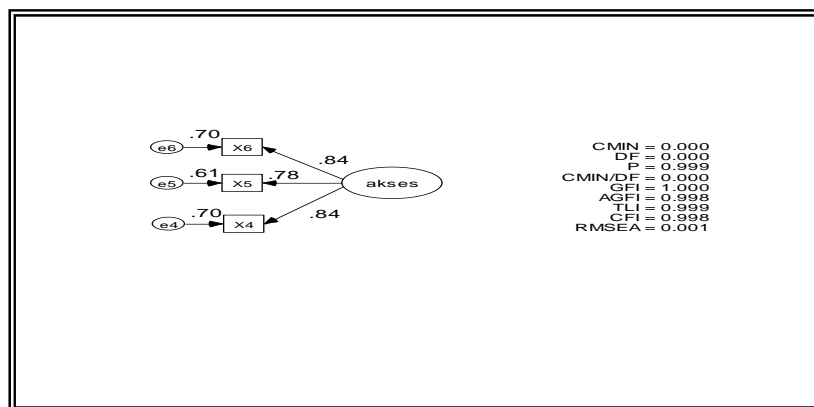 .70
e6 X6
.84
.61
e5 X5 .78 akses
.70
e4 X4
.84
CMIN = 0.000
DF = 0.000
P = 0.999
CMIN/DF = 0.000
GFI = 1.000
AGFI = 0.998
TLI = 0.999
CFI = 0.998
RMSEA = 0.001